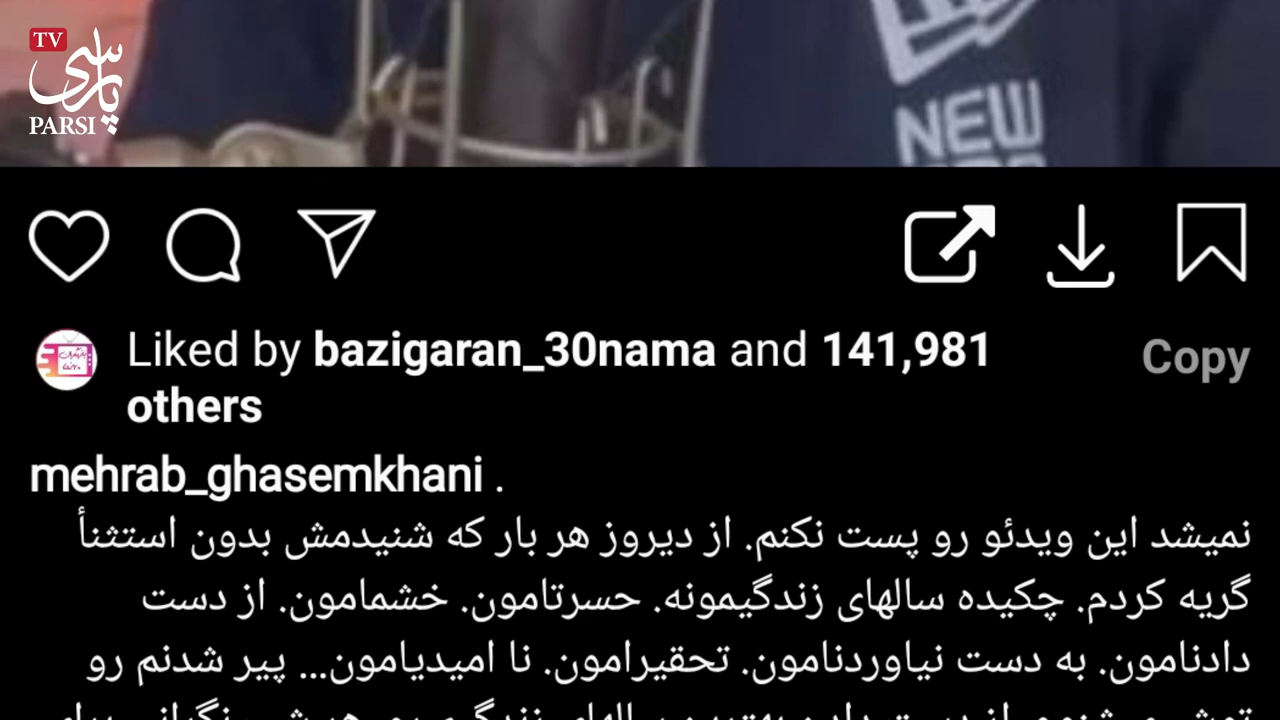 TV
پارسی
PARSI
NEW
Liked by bazigaran_30nama and 141,981
others
Copy
mehrab_ghasemkhani .
نمیشد این ویدئو رو پست نکنم. از دیروز هر بار که شنیدمش بدون استثنأ
گریه کردم. چکیده سالهای زندگیمونه. حسرتامون. خشمامون. از دست
دادنامون. به دست نیاوردنامون. تحقیرامون. نا امیدیامون... پیر شدنم رو